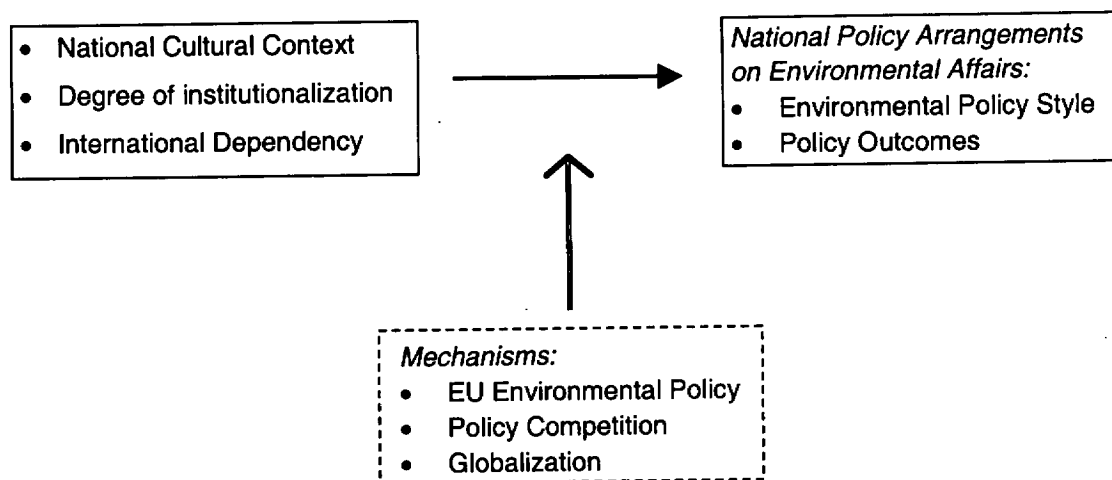 • National Cultural Context
• Degree of institutionalization
• International Dependency
National Policy Arrangements
on Environmental Affairs:
• Environmental Policy Style
• Policy Outcomes
Mechanisms:
• EU Environmental Policy
• Policy Competition
• Globalization